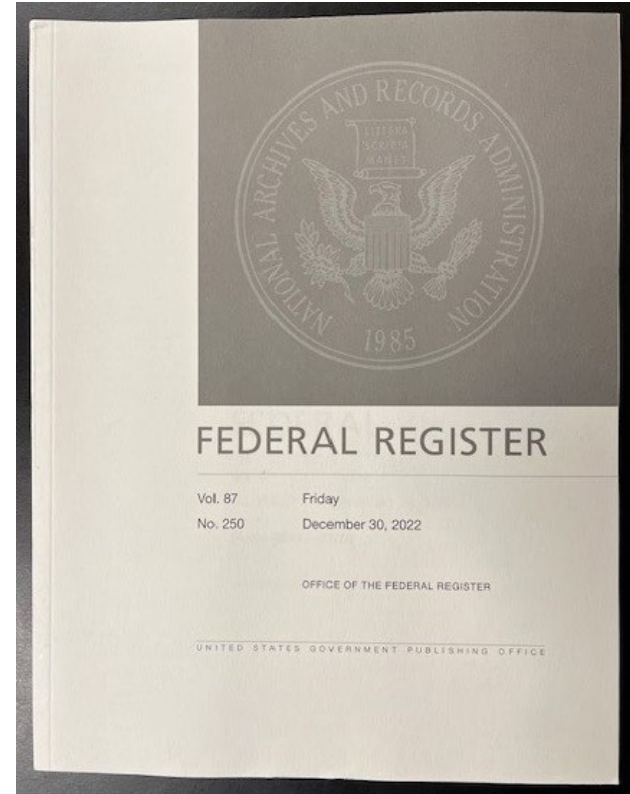 NATIONAL ARCHIVES AND RECORDS ADMINISTRATION
LITTERA
SCRIPTA
MANET
1985
FEDERAL REGISTER
Vol. 87 Friday
No. 250 December 30, 2022
OFFICE OF THE FEDERAL REGISTER
UNITED STATES GOVERNMENT PUBLISHING OFFICE